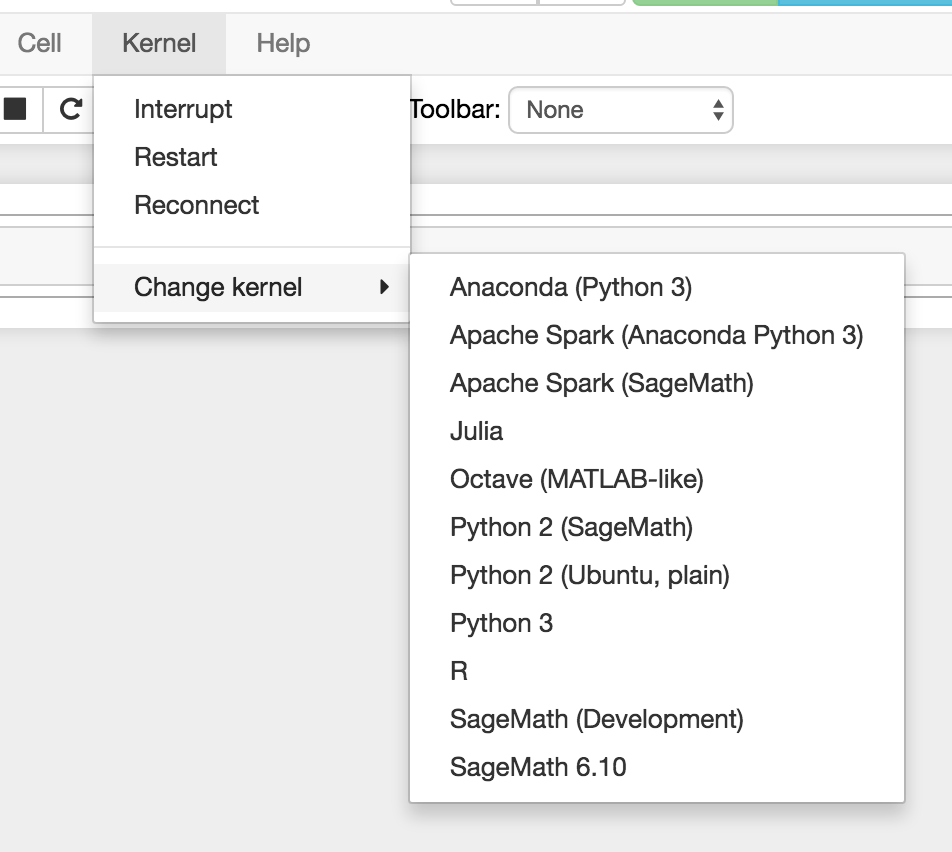 Cell Kernel Help
Interrupt
Toolbar: None
Restart
Reconnect
Change kernel
Anaconda (Python 3)
Apache Spark (Anaconda Python 3)
Apache Spark (SageMath)
Julia
Octave (MATLAB-like)
Python 2 (SageMath)
Python 2 (Ubuntu, plain)
Python 3
R
SageMath (Development)
SageMath 6.10